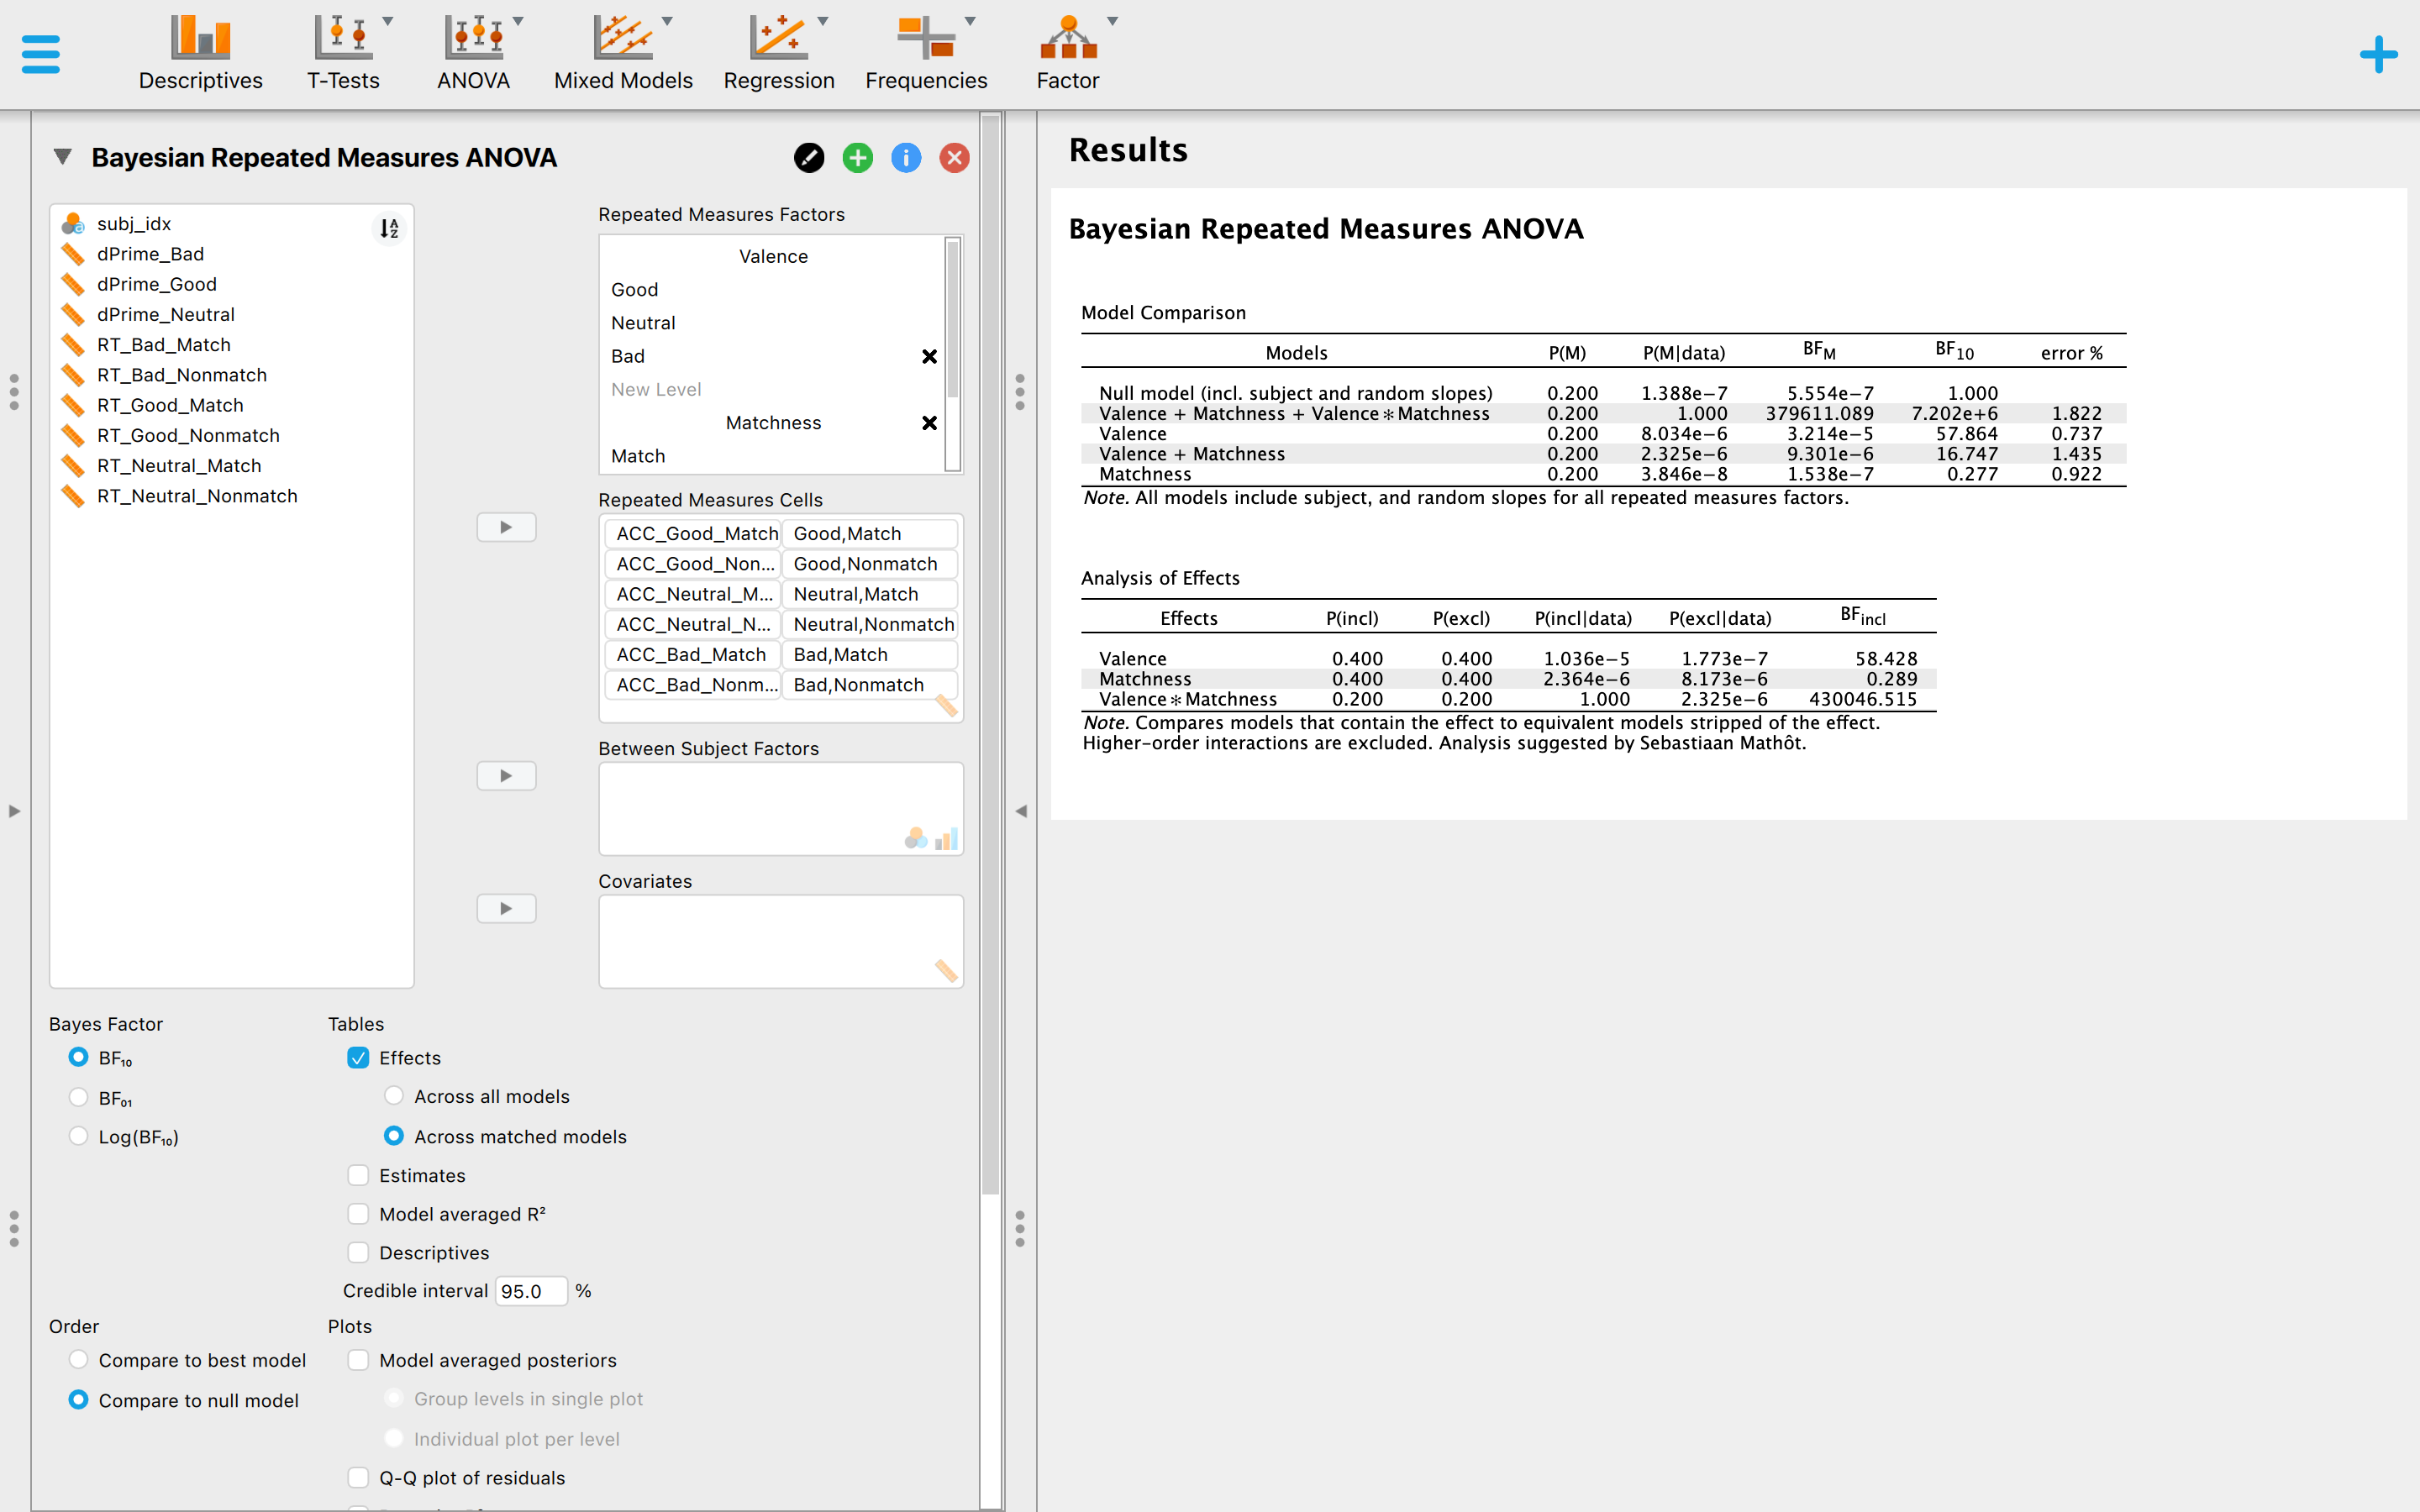 Descriptives
T-Tests
ANOVA
Mixed Models
Regression
Frequencies
Factor
Bayesian Repeated Measures ANOVA
subj_idx
dPrime_Bad
dPrime_Good
dPrime_Neutral
RT_Bad_Match
RT_Bad_Nonmatch
RT_Good_Match
RT_Good_Nonmatch
RT_Neutral_Match
RT_Neutral_Nonmatch
Repeated Measures Factors
Valence
Good
Neutral
Bad
New Level
Matchness
Match
Repeated Measures Cells
ACC_Good_Match Good,Match
ACC_Good_Non... Good,Nonmatch
ACC_Neutral_M... Neutral,Match
ACC_Neutral_N... Neutral,Nonmatch
ACC_Bad_Match Bad,Match
ACC_Bad_Nonm... Bad,Nonmatch
Between Subject Factors
Covariates
Bayes Factor
BF₁₀
BF₀₁
Log(BF₁₀)
Tables
Effects
Across all models
Across matched models
Estimates
Model averaged R²
Descriptives
Credible interval 95.0 %
Order
Compare to best model
Compare to null model
Plots
Model averaged posteriors
Group levels in single plot
Individual plot per level
Q-Q plot of residuals
Results
Bayesian Repeated Measures ANOVA
Model Comparison
Models P(M) P(M|data) BF_M BF₁₀ error %
Null model (incl. subject and random slopes) 0.200 1.388e−7 5.554e−7 1.000
Valence + Matchness + Valence∗Matchness 0.200 1.000 379611.089 7.202e+6 1.822
Valence 0.200 8.034e−6 3.214e−5 57.864 0.737
Valence + Matchness 0.200 2.325e−6 9.301e−6 16.747 1.435
Matchness 0.200 3.846e−8 1.538e−7 0.277 0.922
Note. All models include subject, and random slopes for all repeated measures factors.
Analysis of Effects
Effects P(incl) P(excl) P(incl|data) P(excl|data) BF_incl
Valence 0.400 0.400 1.036e−5 1.773e−7 58.428
Matchness 0.400 0.400 2.364e−6 8.173e−6 0.289
Valence∗Matchness 0.200 0.200 1.000 2.325e−6 430046.515
Note. Compares models that contain the effect to equivalent models stripped of the effect.
Higher−order interactions are excluded. Analysis suggested by Sebastiaan Mathôt.